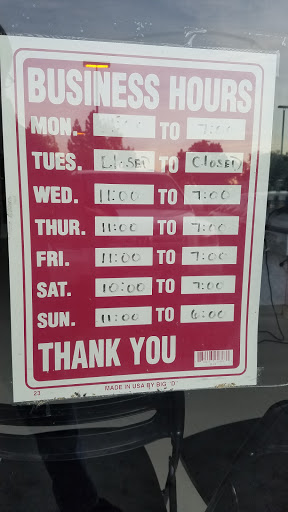 BUSINESS HOURS
MON. TO 7:00
TUES. CLOSED TO CLOSED
WED. 11:00 TO 7:00
THUR. 11:00 TO 7:00
FRI. 11:00 TO 7:00
SAT. 10:00 TO 7:00
SUN. 11:00 TO 6:00
THANK YOU
23 MADE IN USA BY BIG "D"